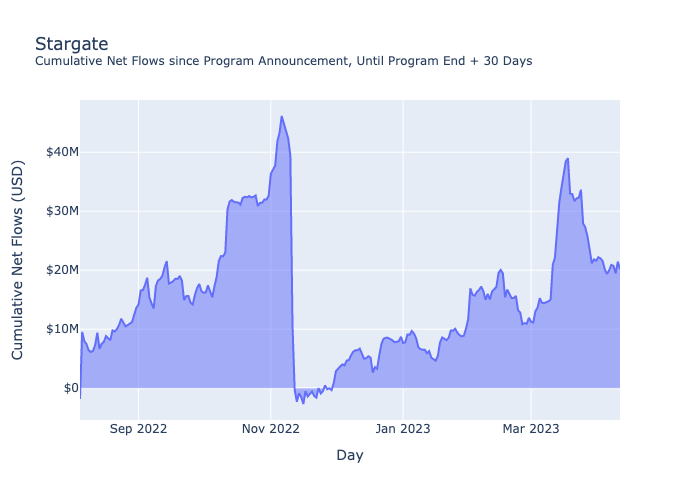 Stargate
Cumulative Net Flows since Program Announcement, Until Program End + 30 Days
Cumulative Net Flows (USD)
$40M
$30M
$20M
$10M
$0
Sep 2022
Nov 2022
Jan 2023
Mar 2023
Day